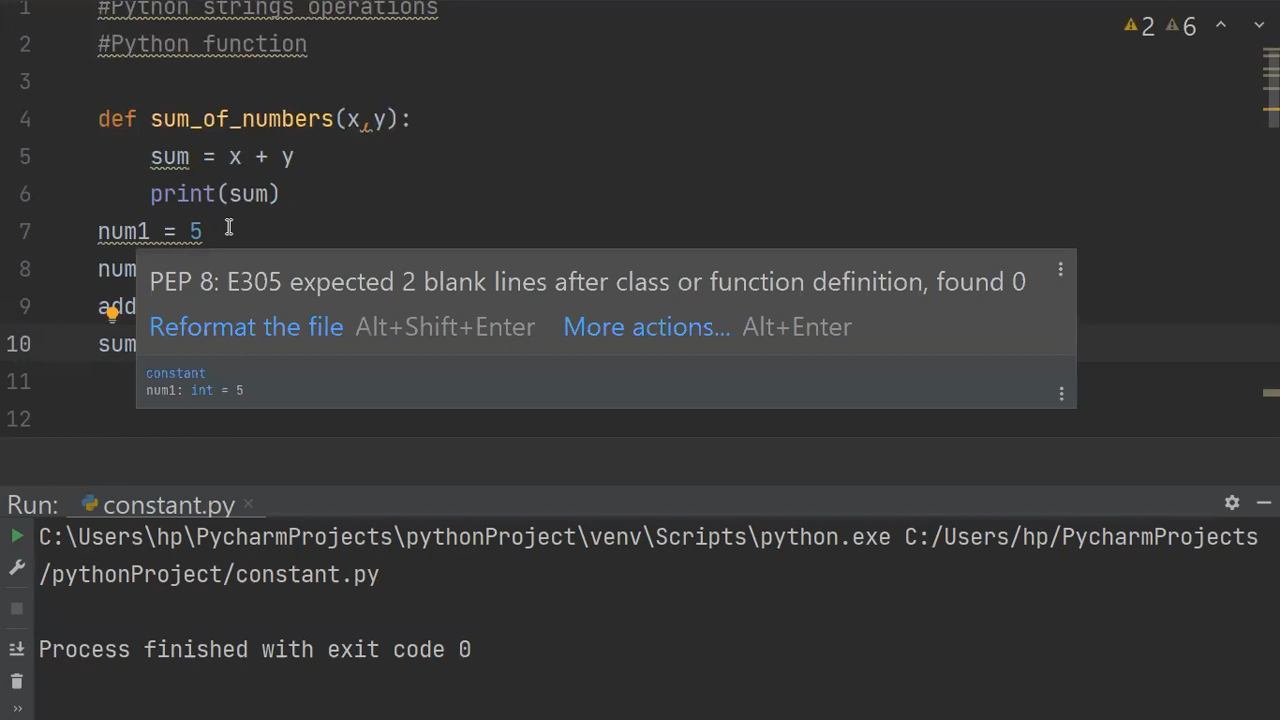 1 #Python strings operations
2 #Python function
3
4 def sum_of_numbers(x,y):
5 sum = x + y
6 print(sum)
7 num1 = 5
8 num
9 add
10 sum
11
12
2 6
PEP 8: E305 expected 2 blank lines after class or function definition, found 0
Reformat the file Alt+Shift+Enter More actions... Alt+Enter
constant
num1: int = 5
Run: constant.py
C:\Users\hp\PycharmProjects\pythonProject\venv\Scripts\python.exe C:/Users/hp/PycharmProjects
/pythonProject/constant.py
Process finished with exit code 0